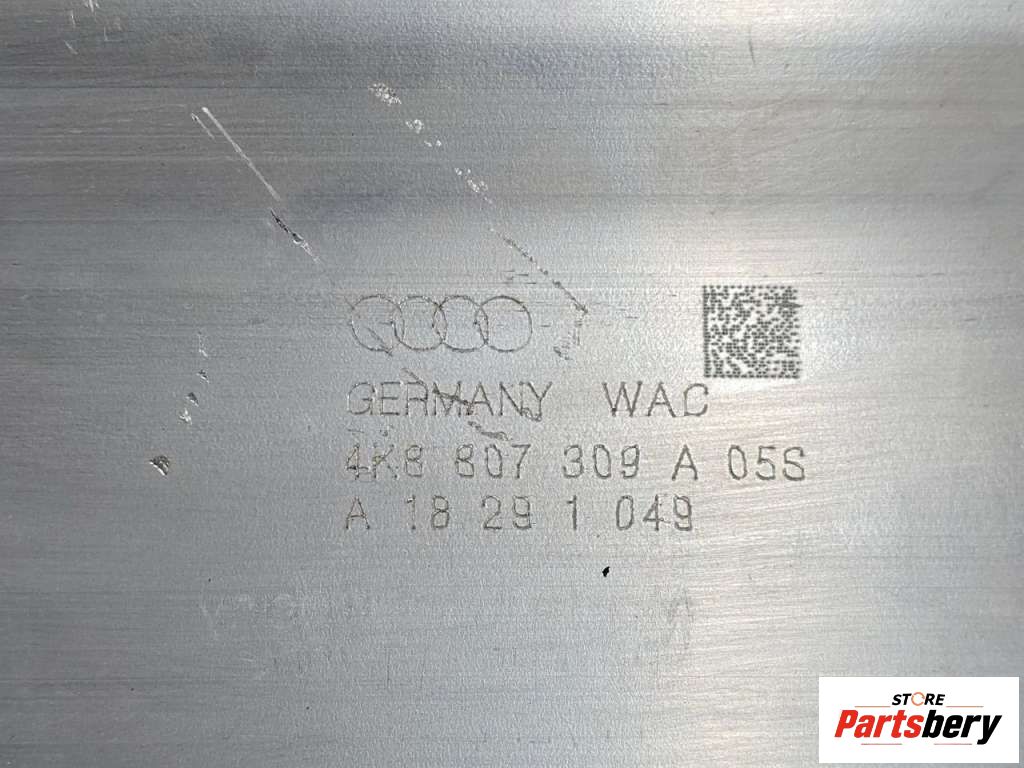 GERMANY WAC
4K8 807 309 A 05S
A 18 29 1 049
STORE
Partsbery